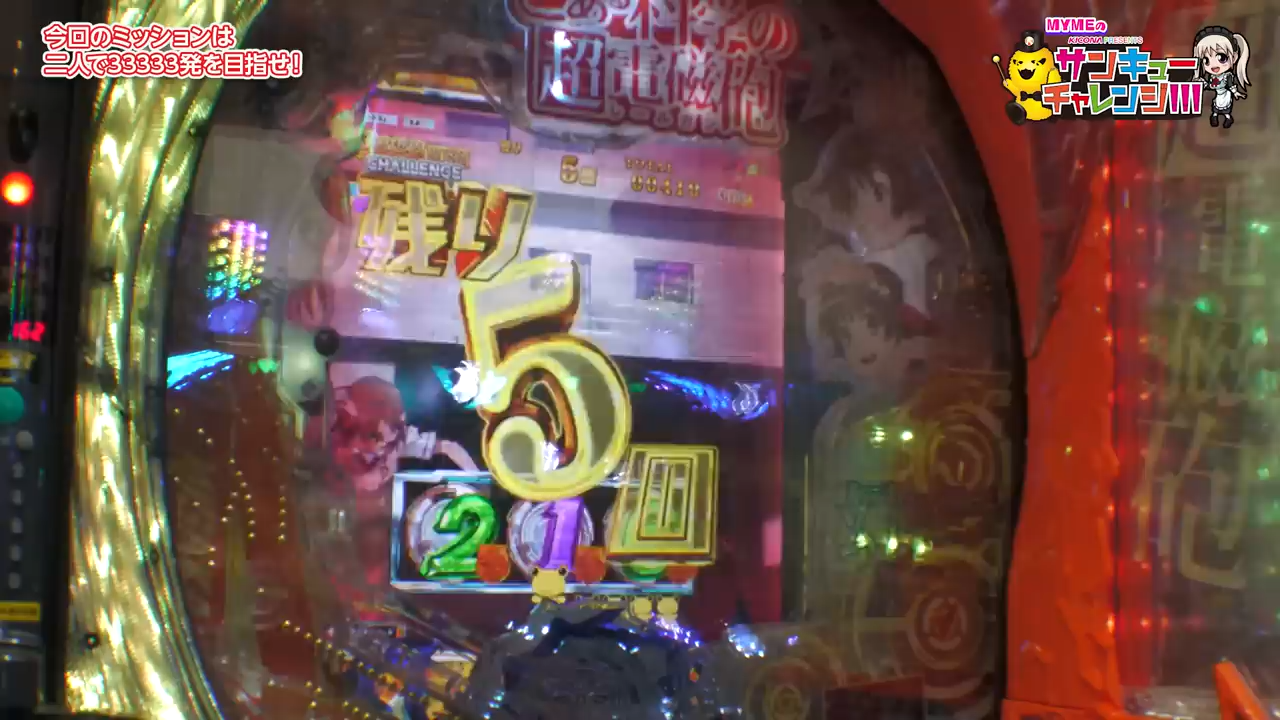 今回のミッションは
二人で33333発を目指せ!
MYMEの
KICONA PRESENTS
サンキュー
チャレンジ!!!
とある科学の
超電磁砲
CHALLENGE
残り
5
回
2 1
162